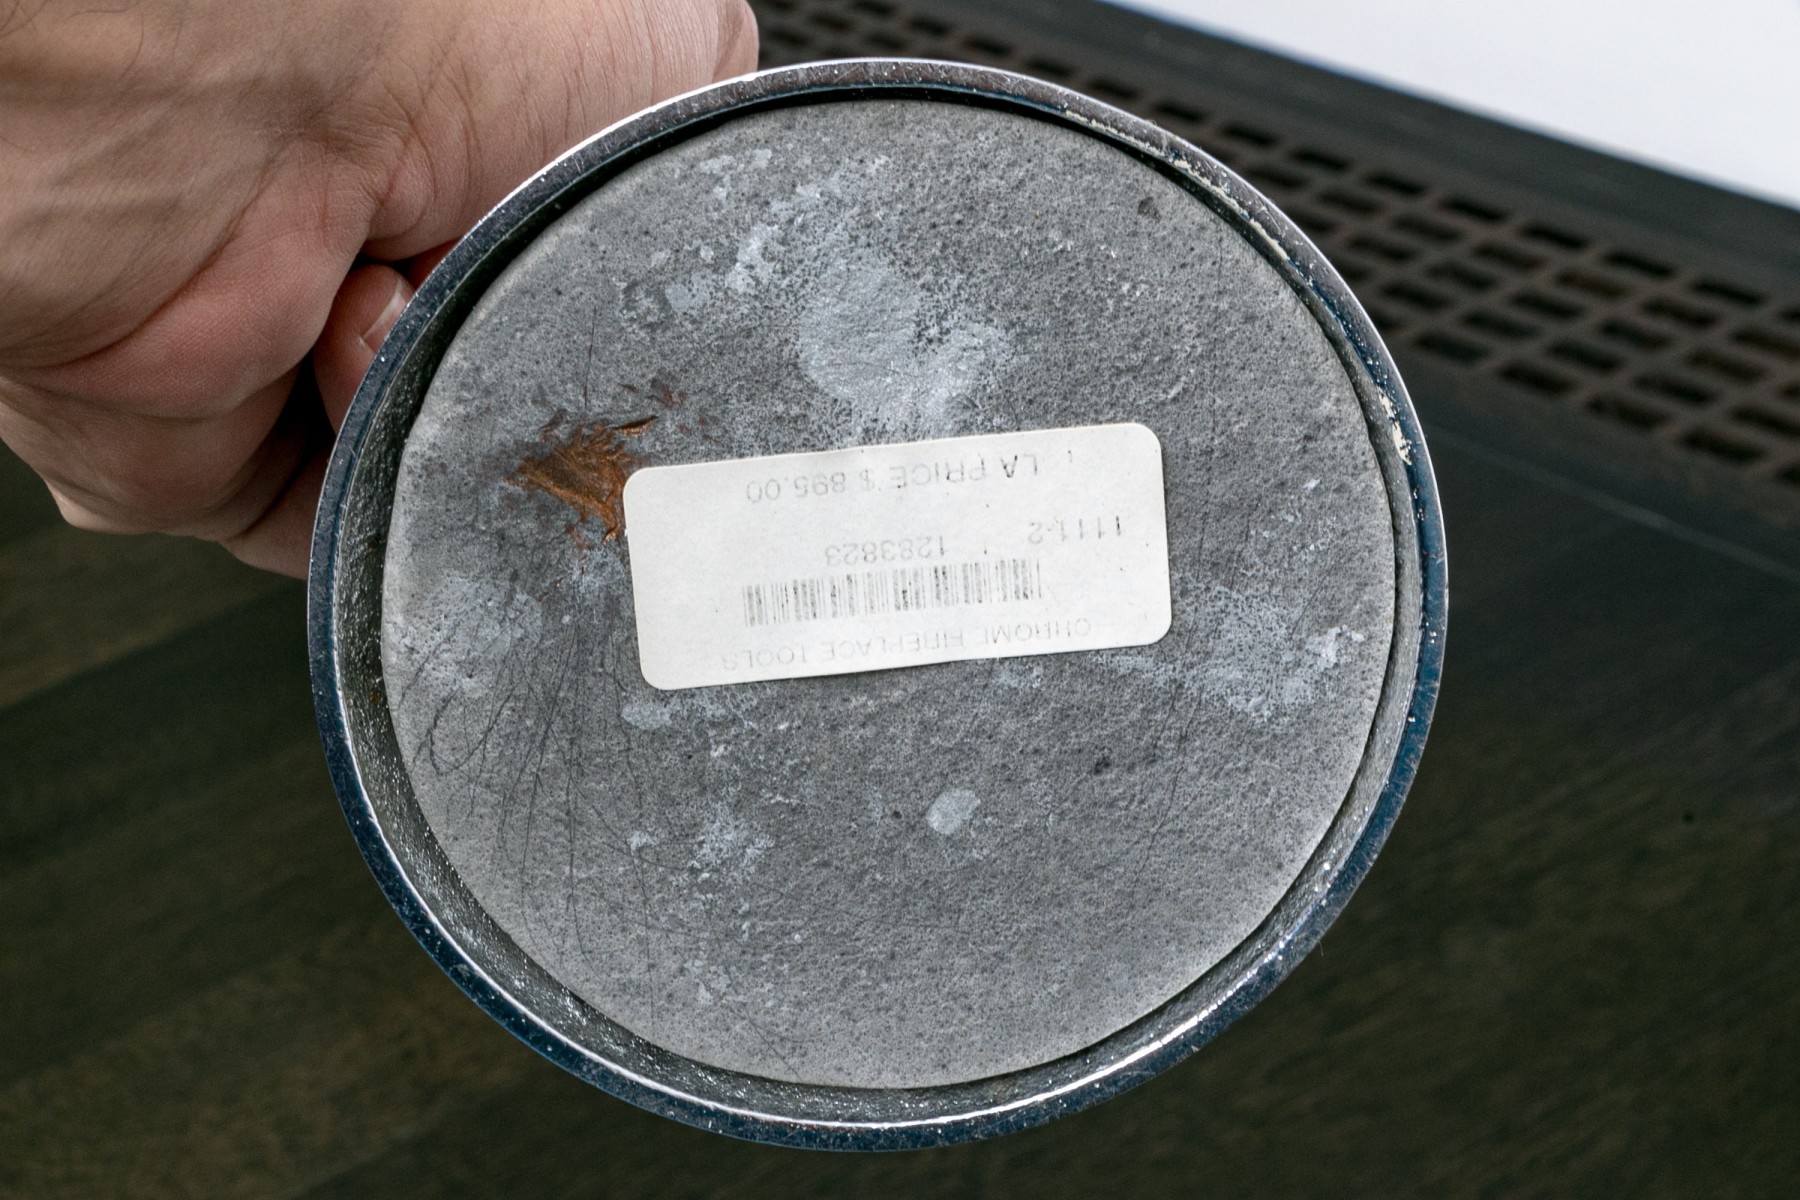 CHROME FIREPLACE TOOLS
1283823
1111-2
LA PRICE $ 895.00